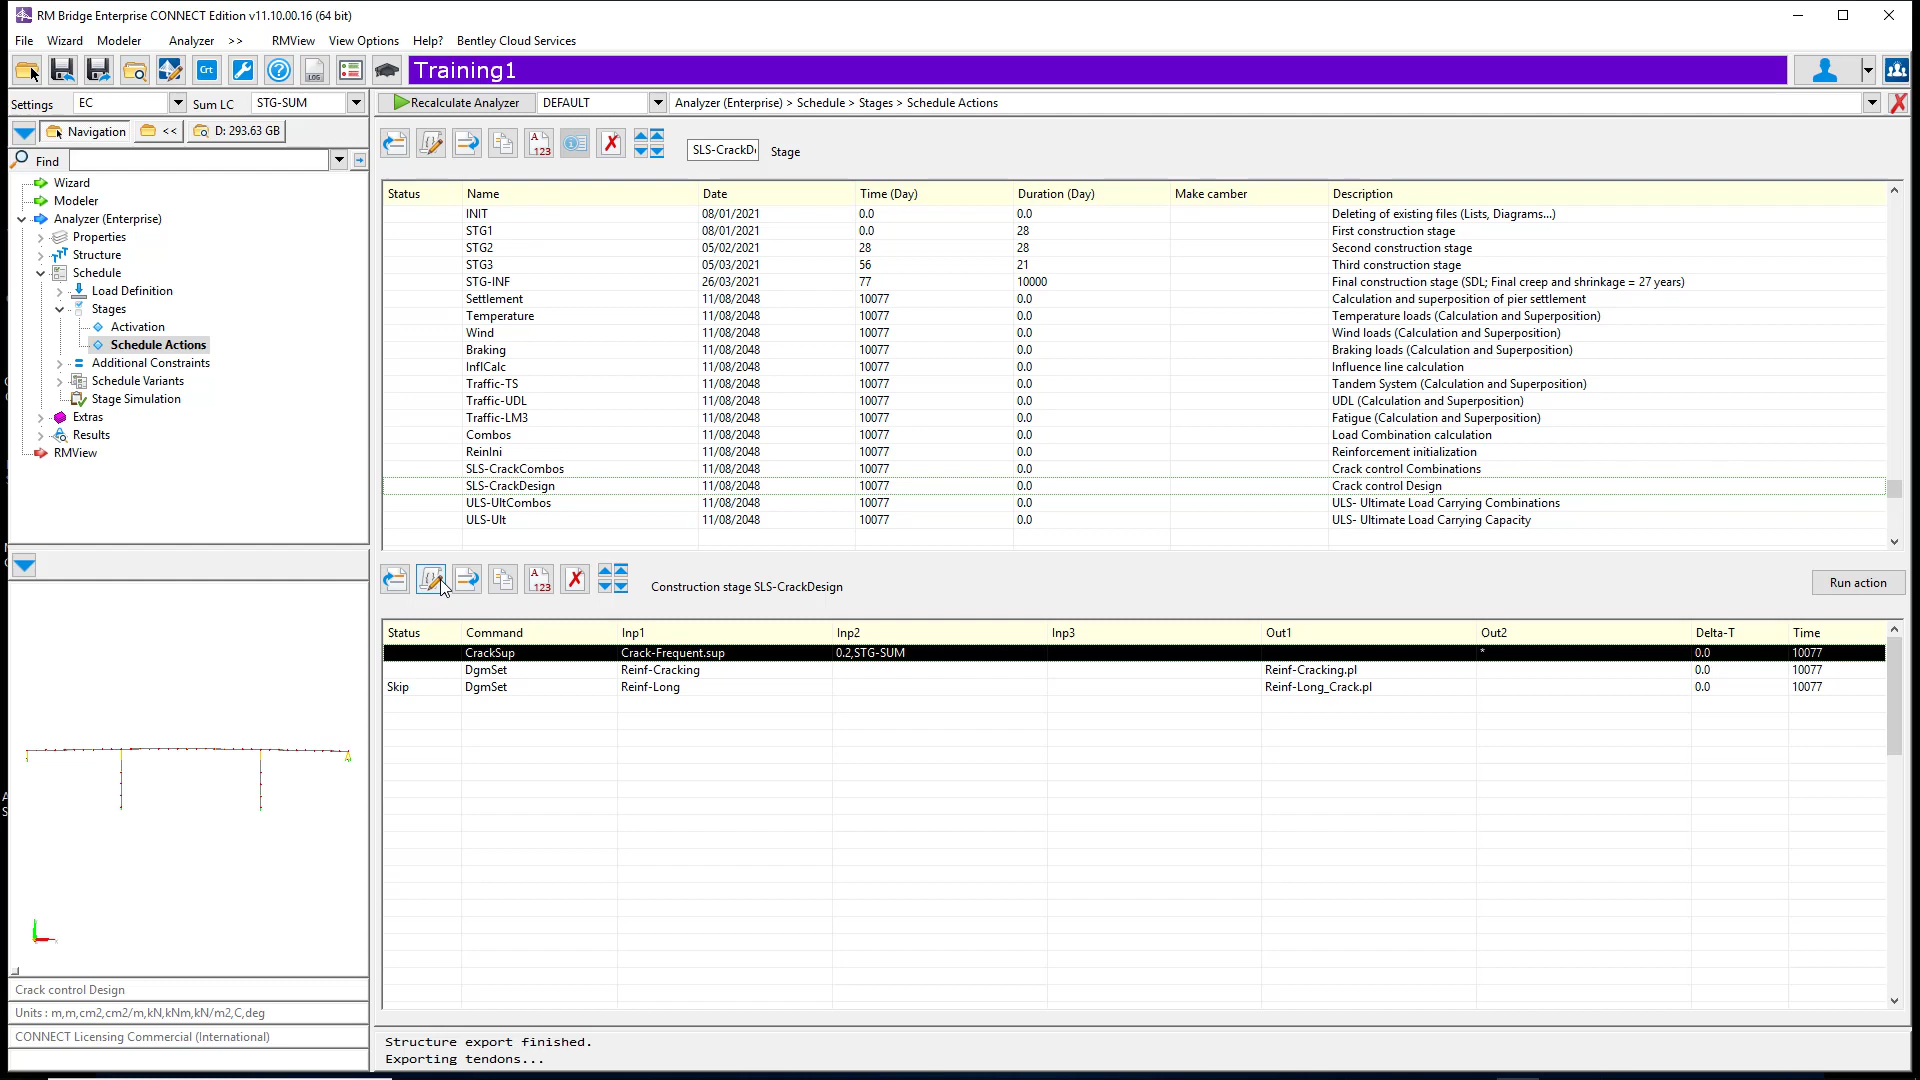 RM Bridge Enterprise CONNECT Edition v11.10.00.16 (64 bit)
File Wizard Modeler Analyzer >> RMView View Options Help? Bentley Cloud Services
Crt LOG Training1
Settings EC Sum LC STG-SUM Recalculate Analyzer DEFAULT Analyzer (Enterprise) > Schedule > Stages > Schedule Actions
Navigation << D: 293.63 GB
Find
Wizard
Modeler
Analyzer (Enterprise)
Properties
Structure
Schedule
Load Definition
Stages
Activation
Schedule Actions
Additional Constraints
Schedule Variants
Stage Simulation
Extras
Results
RMView
A 123 SLS-CrackD Stage
Status Name Date Time (Day) Duration (Day) Make camber Description
INIT 08/01/2021 0.0 0.0 Deleting of existing files (Lists, Diagrams...)
STG1 08/01/2021 0.0 28 First construction stage
STG2 05/02/2021 28 28 Second construction stage
STG3 05/03/2021 56 21 Third construction stage
STG-INF 26/03/2021 77 10000 Final construction stage (SDL; Final creep and shrinkage = 27 years)
Settlement 11/08/2048 10077 0.0 Calculation and superposition of pier settlement
Temperature 11/08/2048 10077 0.0 Temperature loads (Calculation and Superposition)
Wind 11/08/2048 10077 0.0 Wind loads (Calculation and Superposition)
Braking 11/08/2048 10077 0.0 Braking loads (Calculation and Superposition)
InflCalc 11/08/2048 10077 0.0 Influence line calculation
Traffic-TS 11/08/2048 10077 0.0 Tandem System (Calculation and Superposition)
Traffic-UDL 11/08/2048 10077 0.0 UDL (Calculation and Superposition)
Traffic-LM3 11/08/2048 10077 0.0 Fatigue (Calculation and Superposition)
Combos 11/08/2048 10077 0.0 Load Combination calculation
ReinIni 11/08/2048 10077 0.0 Reinforcement initialization
SLS-CrackCombos 11/08/2048 10077 0.0 Crack control Combinations
SLS-CrackDesign 11/08/2048 10077 0.0 Crack control Design
ULS-UltCombos 11/08/2048 10077 0.0 ULS- Ultimate Load Carrying Combinations
ULS-Ult 11/08/2048 10077 0.0 ULS- Ultimate Load Carrying Capacity
A 123 Construction stage SLS-CrackDesign Run action
Status Command Inp1 Inp2 Inp3 Out1 Out2 Delta-T Time
CrackSup Crack-Frequent.sup 0.2,STG-SUM * 0.0 10077
DgmSet Reinf-Cracking Reinf-Cracking.pl 0.0 10077
Skip DgmSet Reinf-Long Reinf-Long_Crack.pl 0.0 10077
Crack control Design
Units : m,m,cm2,cm2/m,kN,kNm,kN/m2,C,deg
CONNECT Licensing Commercial (International)
Structure export finished.
Exporting tendons...